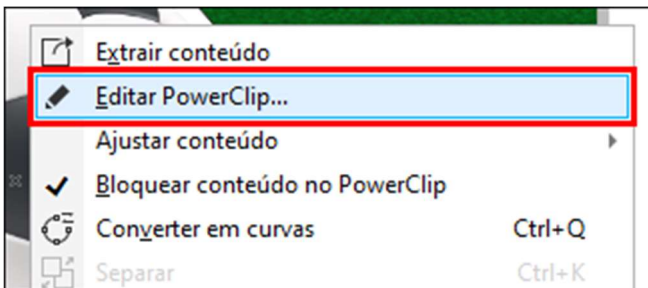 Extrair conteúdo
Editar PowerClip...
Ajustar conteúdo
Bloquear conteúdo no PowerClip
Converter em curvas Ctrl+Q
Separar Ctrl+K